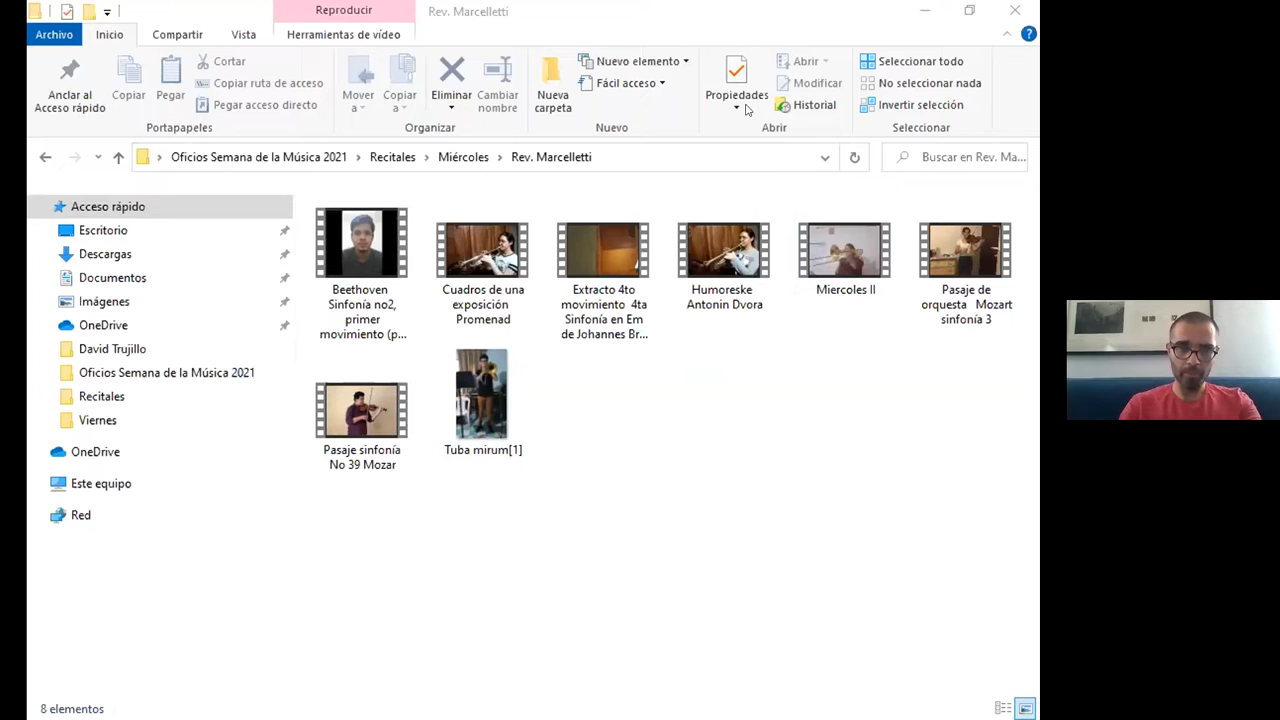 Reproducir
Rev. Marcelletti
Archivo
Inicio
Compartir
Vista
Herramientas de vídeo
?
Anclar al
Acceso rápido
Copiar
Pegar
Cortar
Copiar ruta de acceso
Pegar acceso directo
Portapapeles
Mover
a
Copiar
a
Eliminar
Cambiar
nombre
Organizar
Nueva
carpeta
Nuevo elemento
Fácil acceso
Nuevo
Propiedades
Abrir
Modificar
Historial
Abrir
Seleccionar todo
No seleccionar nada
Invertir selección
Seleccionar
Oficios Semana de la Música 2021 > Recitales > Miércoles > Rev. Marcelletti
Buscar en Rev. Ma...
Acceso rápido
Escritorio
Descargas
Documentos
Imágenes
OneDrive
David Trujillo
Oficios Semana de la Música 2021
Recitales
Viernes
OneDrive
Este equipo
Red
Beethoven
Sinfonía no2,
primer
movimiento (p...
Cuadros de una
exposición
Promenad
Extracto 4to
movimiento 4ta
Sinfonía en Em
de Johannes Br...
Humoreske
Antonin Dvora
Miercoles II
Pasaje de
orquesta Mozart
sinfonía 3
Pasaje sinfonía
No 39 Mozar
Tuba mirum[1]
8 elementos